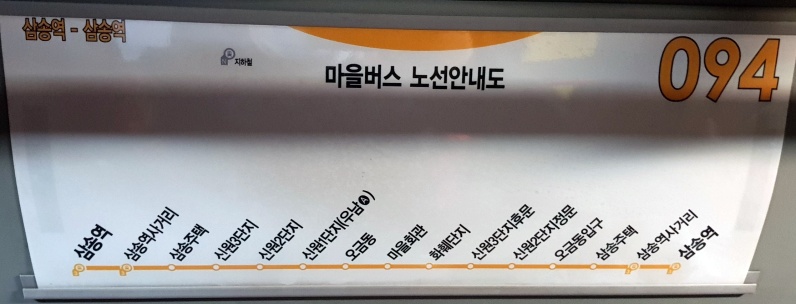 삼송역 - 삼송역
지하철
마을버스 노선안내도
094
삼송역
삼송역사거리
삼송주택
신원3단지
신원2단지
신원1단지(우남A)
오금동
마을회관
화훼단지
신원3단지후문
신원2단지정문
오금동입구
삼송주택
삼송역사거리
삼송역